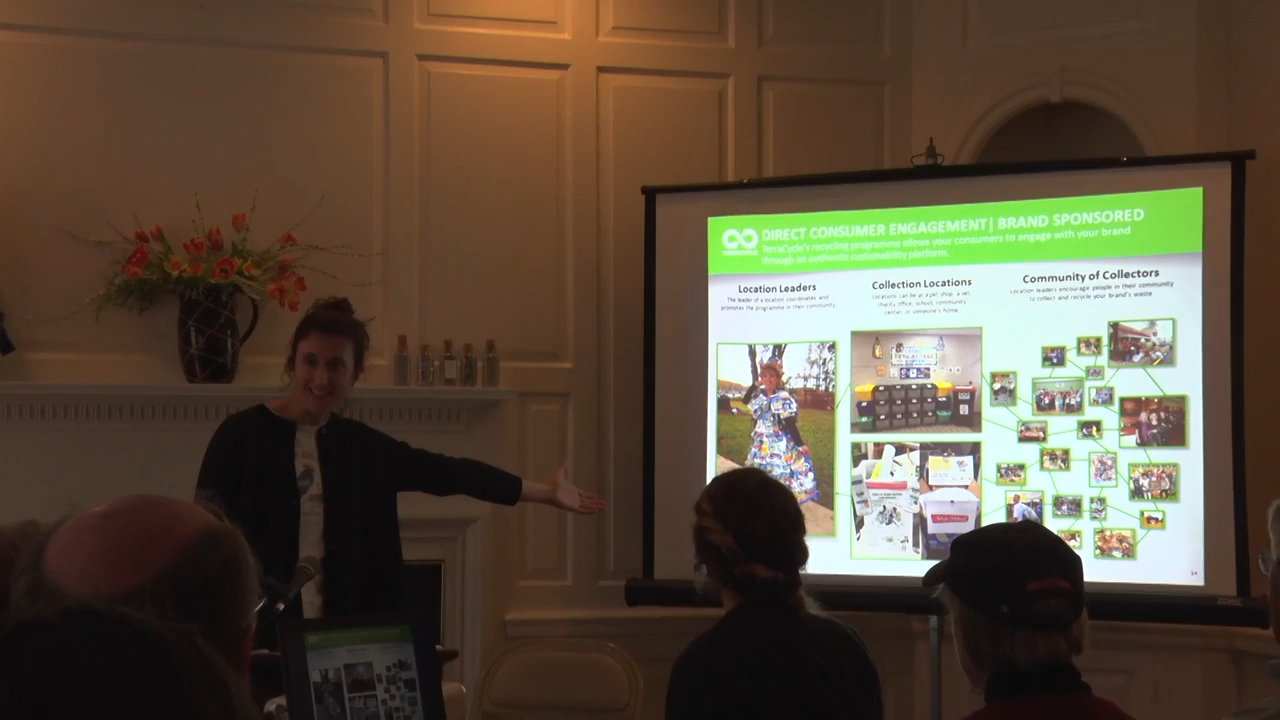 DIRECT CONSUMER ENGAGEMENT| BRAND SPONSORED
TerraCycle's recycling programme allows your consumers to engage with your brand
through an authentic sustainability platform.
Location Leaders
The leader of a location coordinates and
promotes the programme in their community
Collection Locations
Locations can be at a pet shop, a vet,
charity office, school, community
center, or someone's home
Community of Collectors
Location leaders encourage people in their community
to collect and recycle your brand's waste